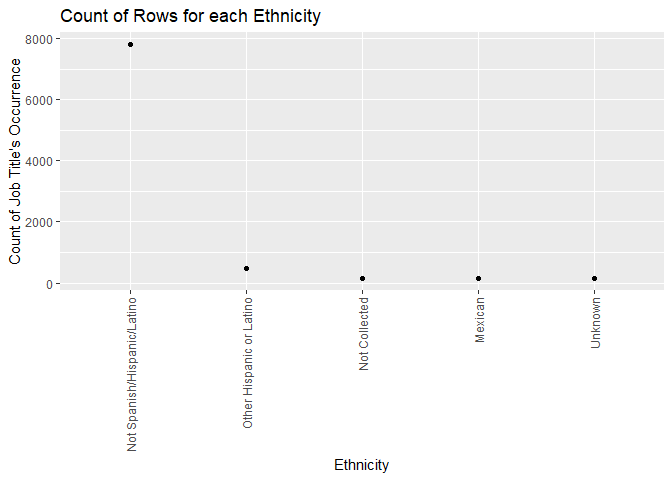 Count of Rows for each Ethnicity
Count of Job Title's Occurrence
8000
6000
4000
2000
0
Not Spanish/Hispanic/Latino
Other Hispanic or Latino
Not Collected
Mexican
Unknown
Ethnicity